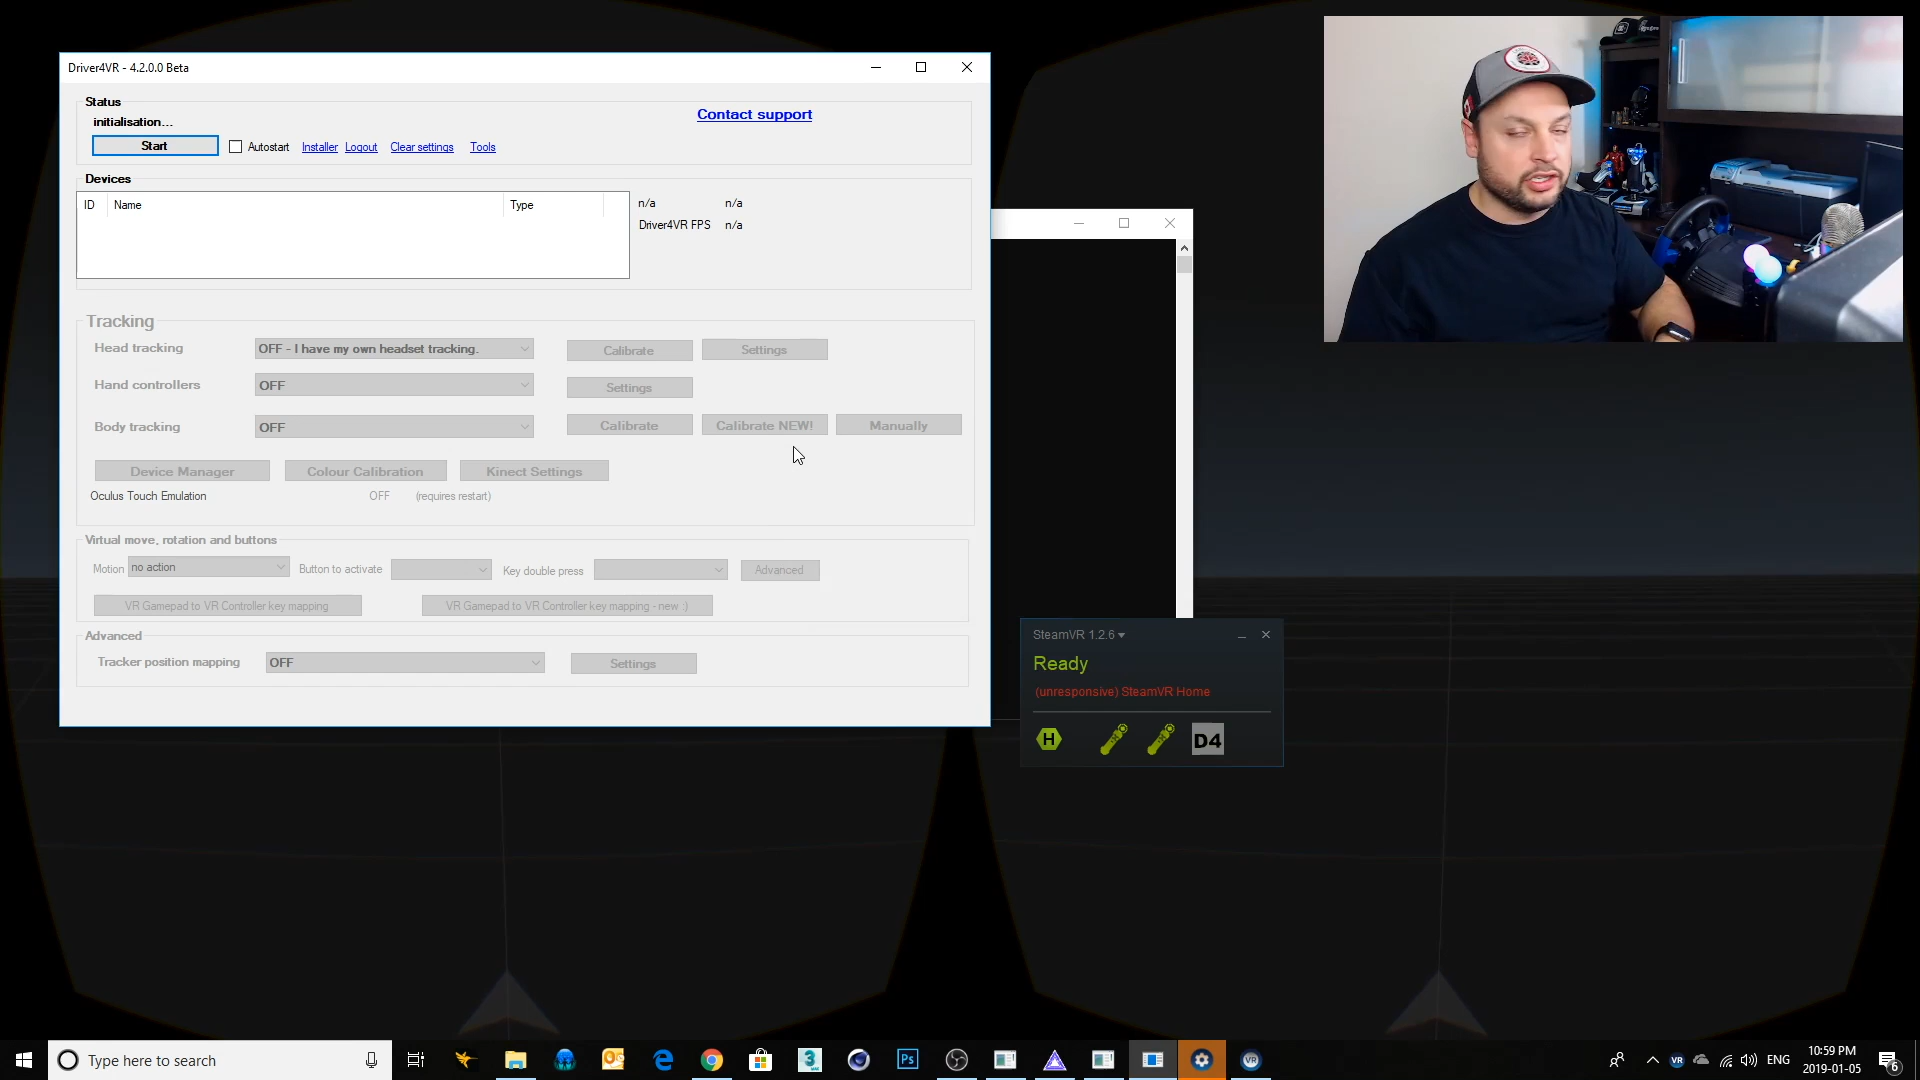 Driver4VR - 4.2.0.0 Beta
Status
initialisation...
Contact support
Start
Autostart
Installer
Logout
Clear settings
Tools
Devices
ID Name Type
n/a n/a
Driver4VR FPS n/a
Tracking
Head tracking
OFF - I have my own headset tracking.
Calibrate
Settings
Hand controllers
OFF
Settings
Body tracking
OFF
Calibrate
Calibrate NEW!
Manually
Device Manager
Colour Calibration
Kinect Settings
Oculus Touch Emulation
OFF
(requires restart)
Virtual move, rotation and buttons
Motion
no action
Button to activate
Key double press
Advanced
VR Gamepad to VR Controller key mapping
VR Gamepad to VR Controller key mapping - new :)
Advanced
Tracker position mapping
OFF
Settings
SteamVR 1.2.6
Ready
(unresponsive) SteamVR Home
H
D4
Type here to search
3
Ps
VR
VR
ENG
10:59 PM
2019-01-05
6